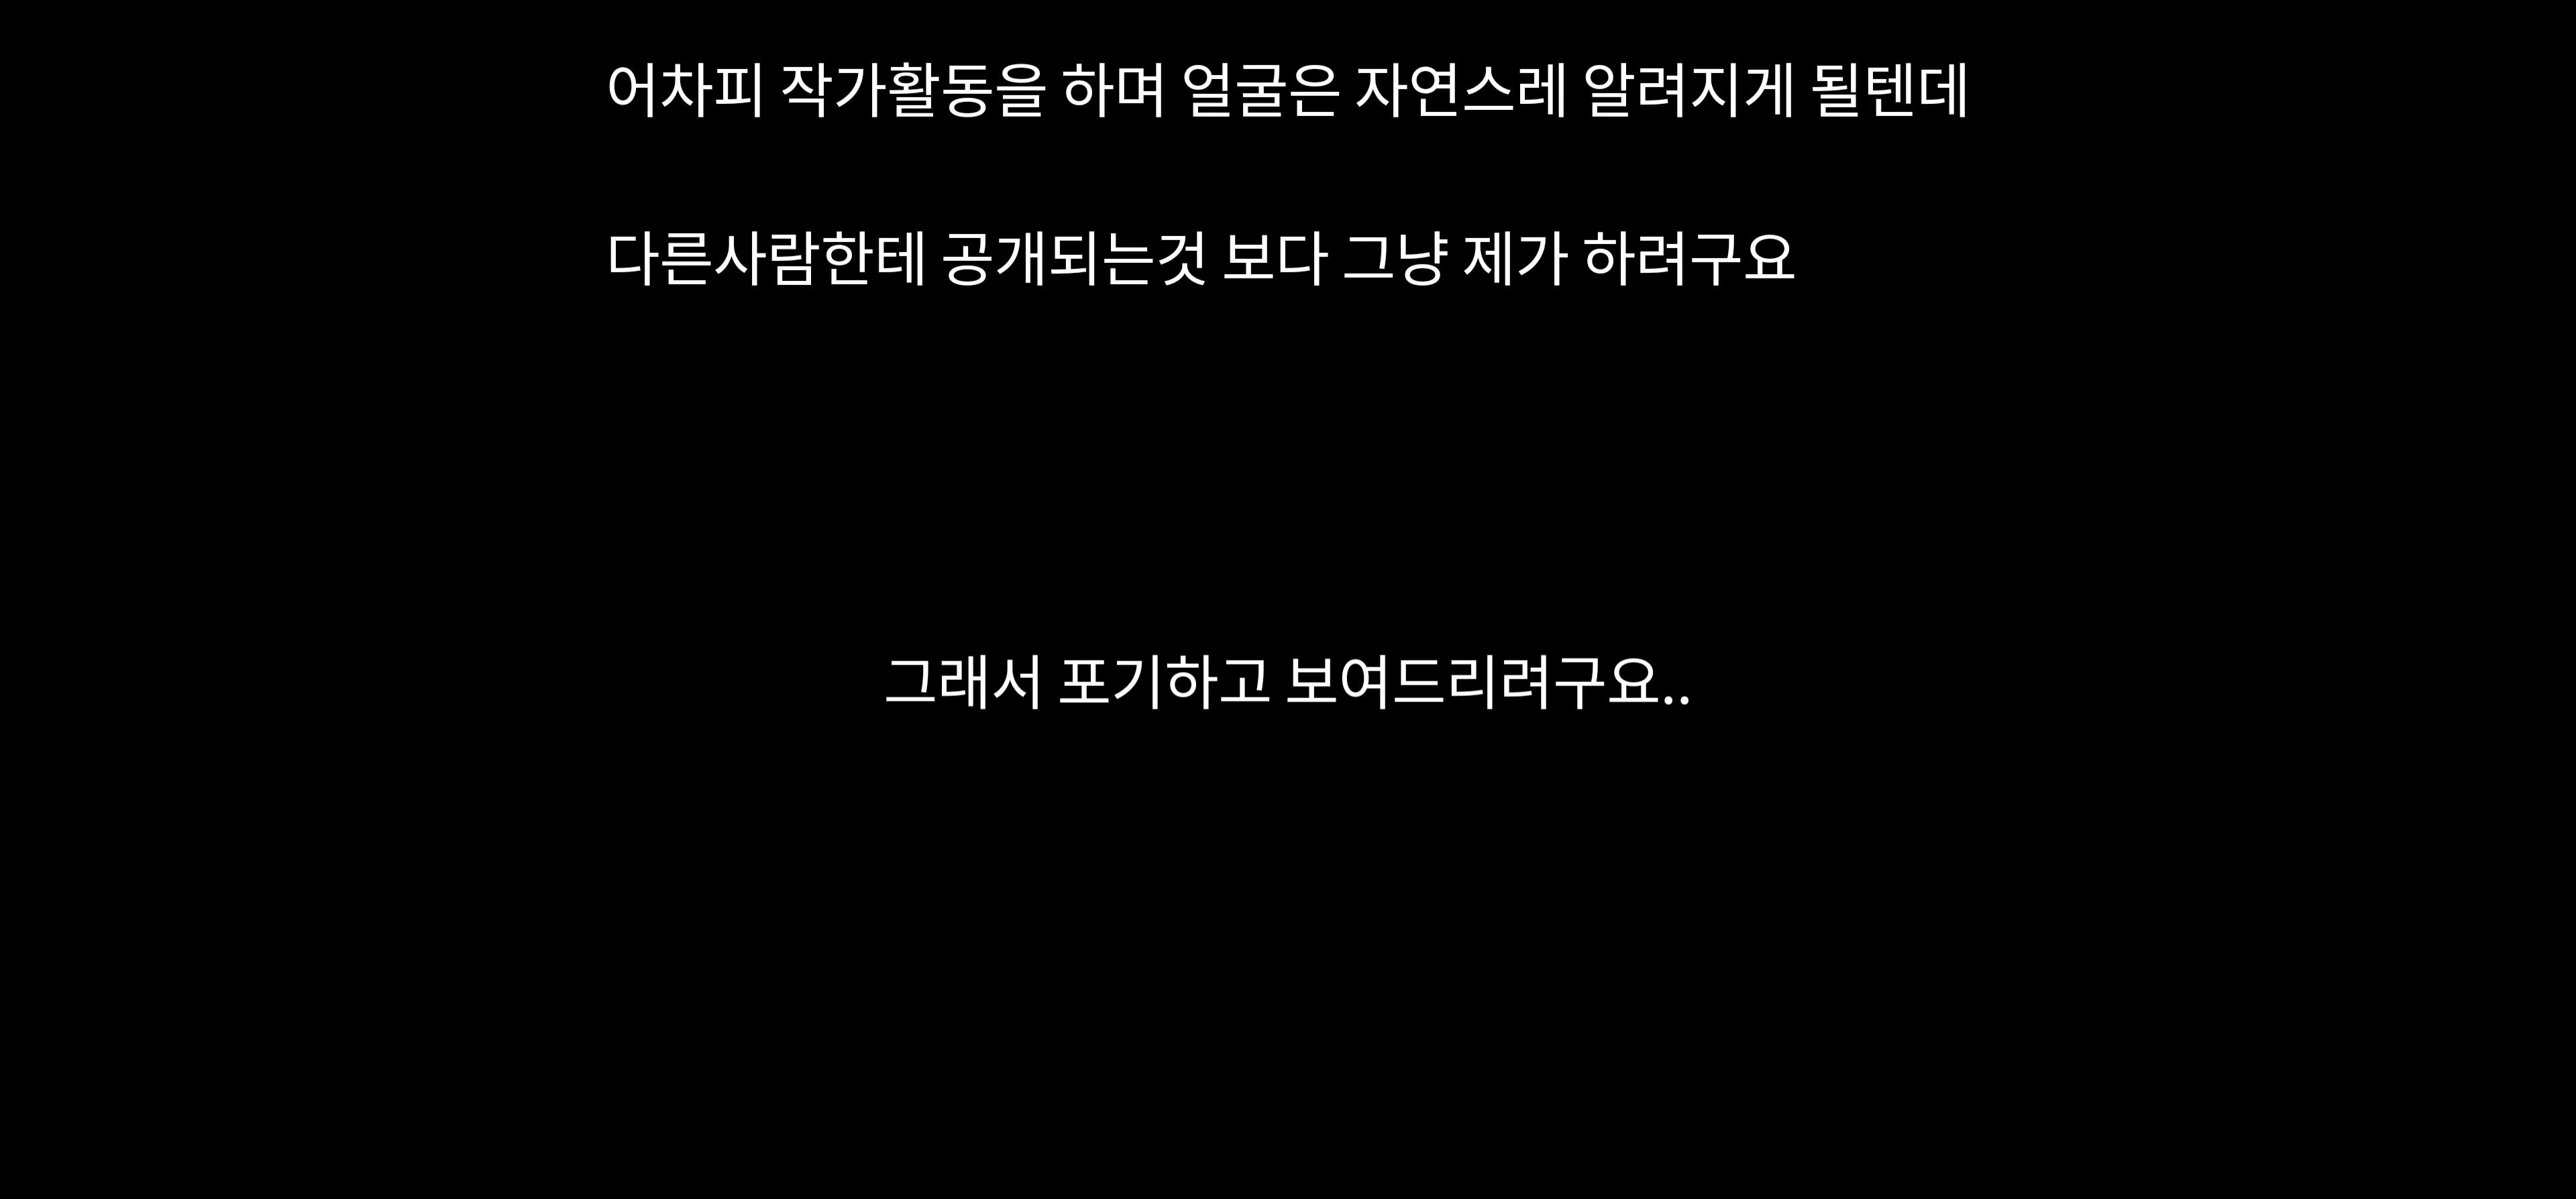 어차피 작가활동을 하며 얼굴은 자연스레 알려지게 될텐데
다른사람한테 공개되는것 보다 그냥 제가 하려구요
그래서 포기하고 보여드리려구요..